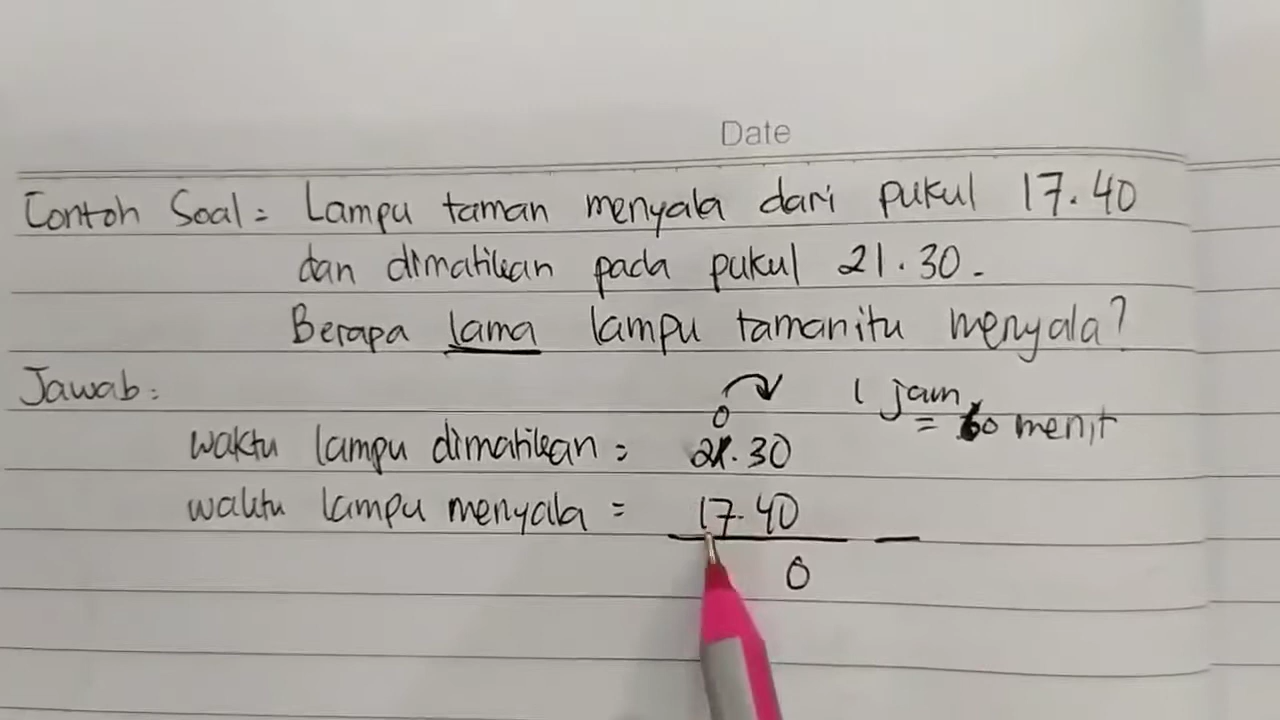 Date
Contoh Soal = Lampu taman menyala dari pukul 17.40
dan dimatikan pada pukul 21.30.
Berapa lama lampu taman itu menyala?
Jawab :
1 jam
= 60 menit
0
waktu lampu dimatikan = 21.30
waktu lampu menyala = 17.40
0